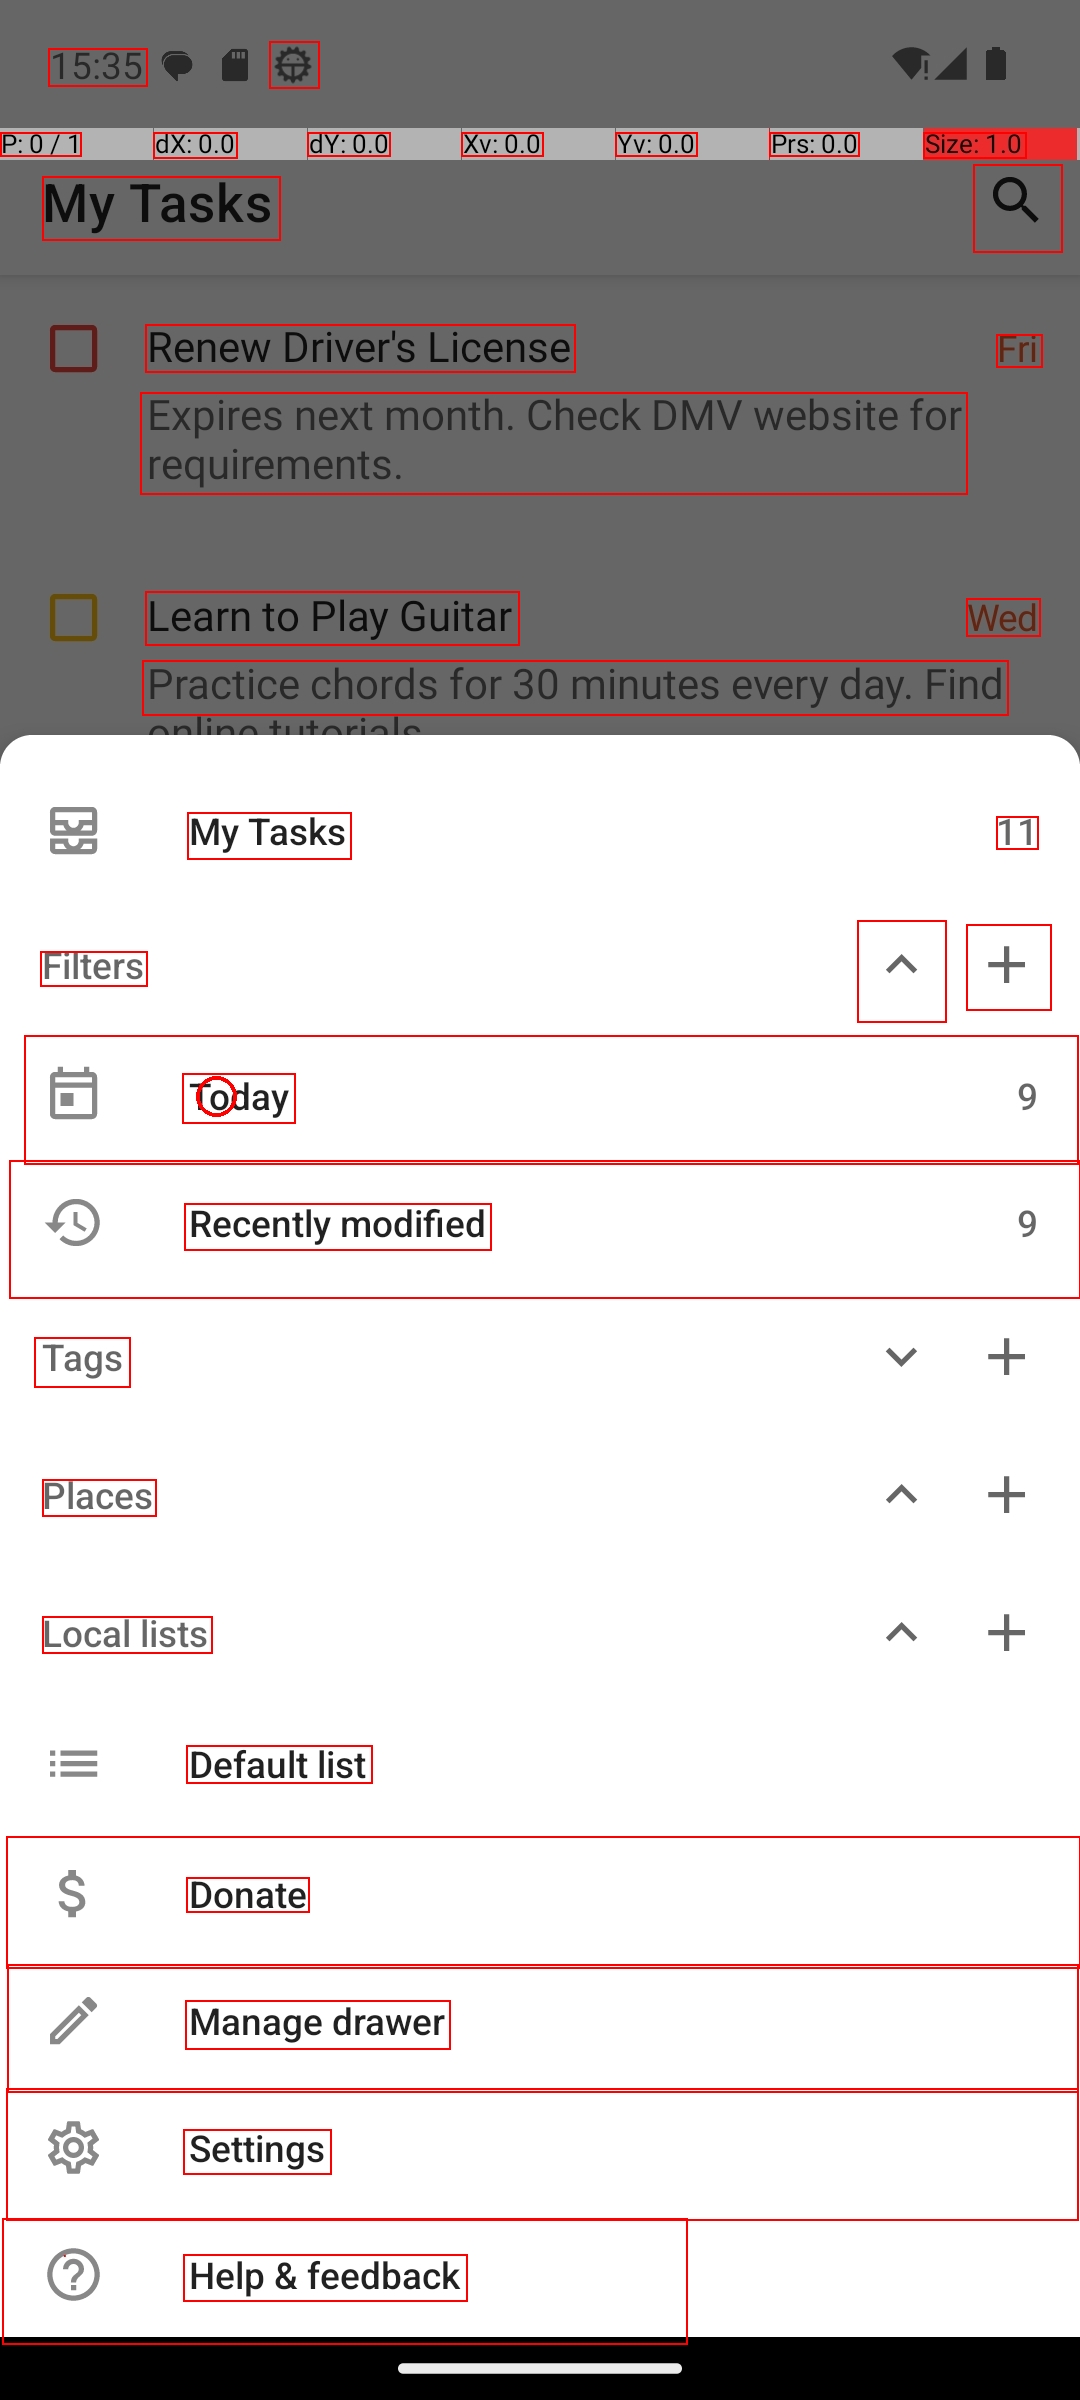 15:35
P: 0 / 1
dX: 0.0
dY: 0.0
Xv: 0.0
Yv: 0.0
Prs: 0.0
Size: 1.0
My Tasks
Renew Driver's License
Fri
Expires next month. Check DMV website for
requirements.
Learn to Play Guitar
Wed
Practice chords for 30 minutes every day. Find
online tutorials
My Tasks
11
Filters
Today
9
Recently modified
9
Tags
Places
Local lists
Default list
Donate
Manage drawer
Settings
Help & feedback